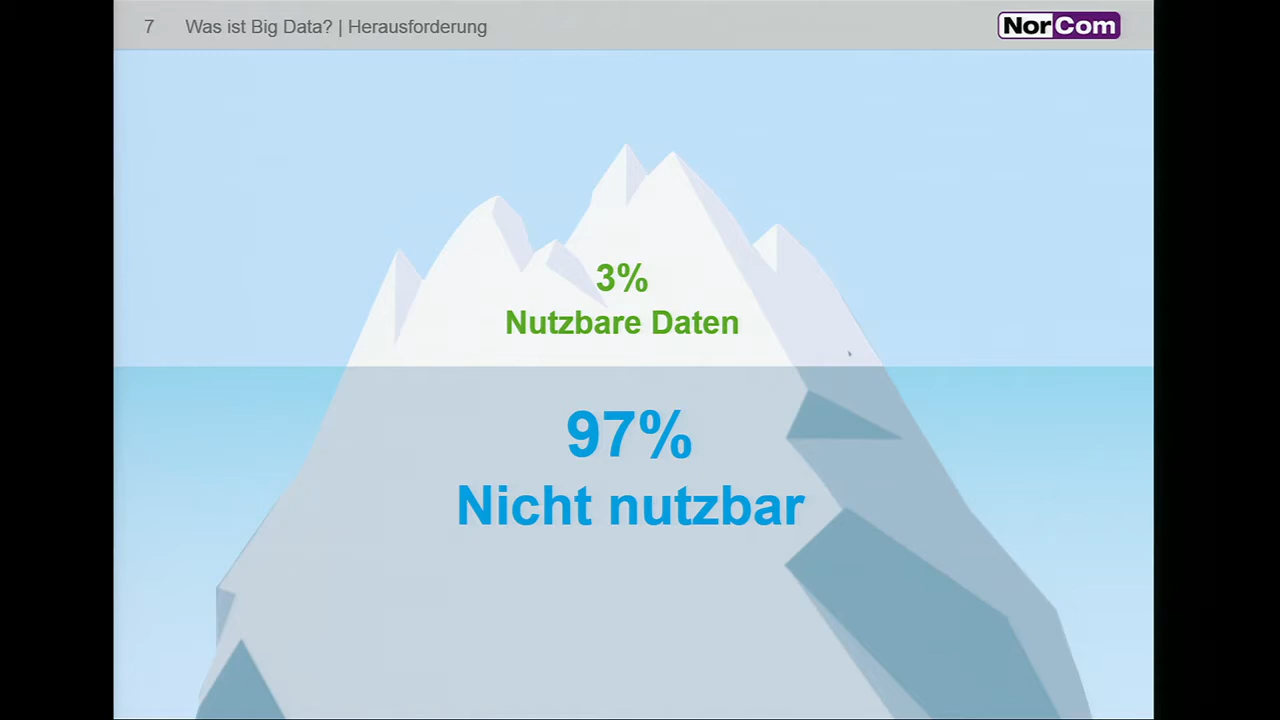 7 Was ist Big Data? | Herausforderung
NorCom
3%
Nutzbare Daten
97%
Nicht nutzbar